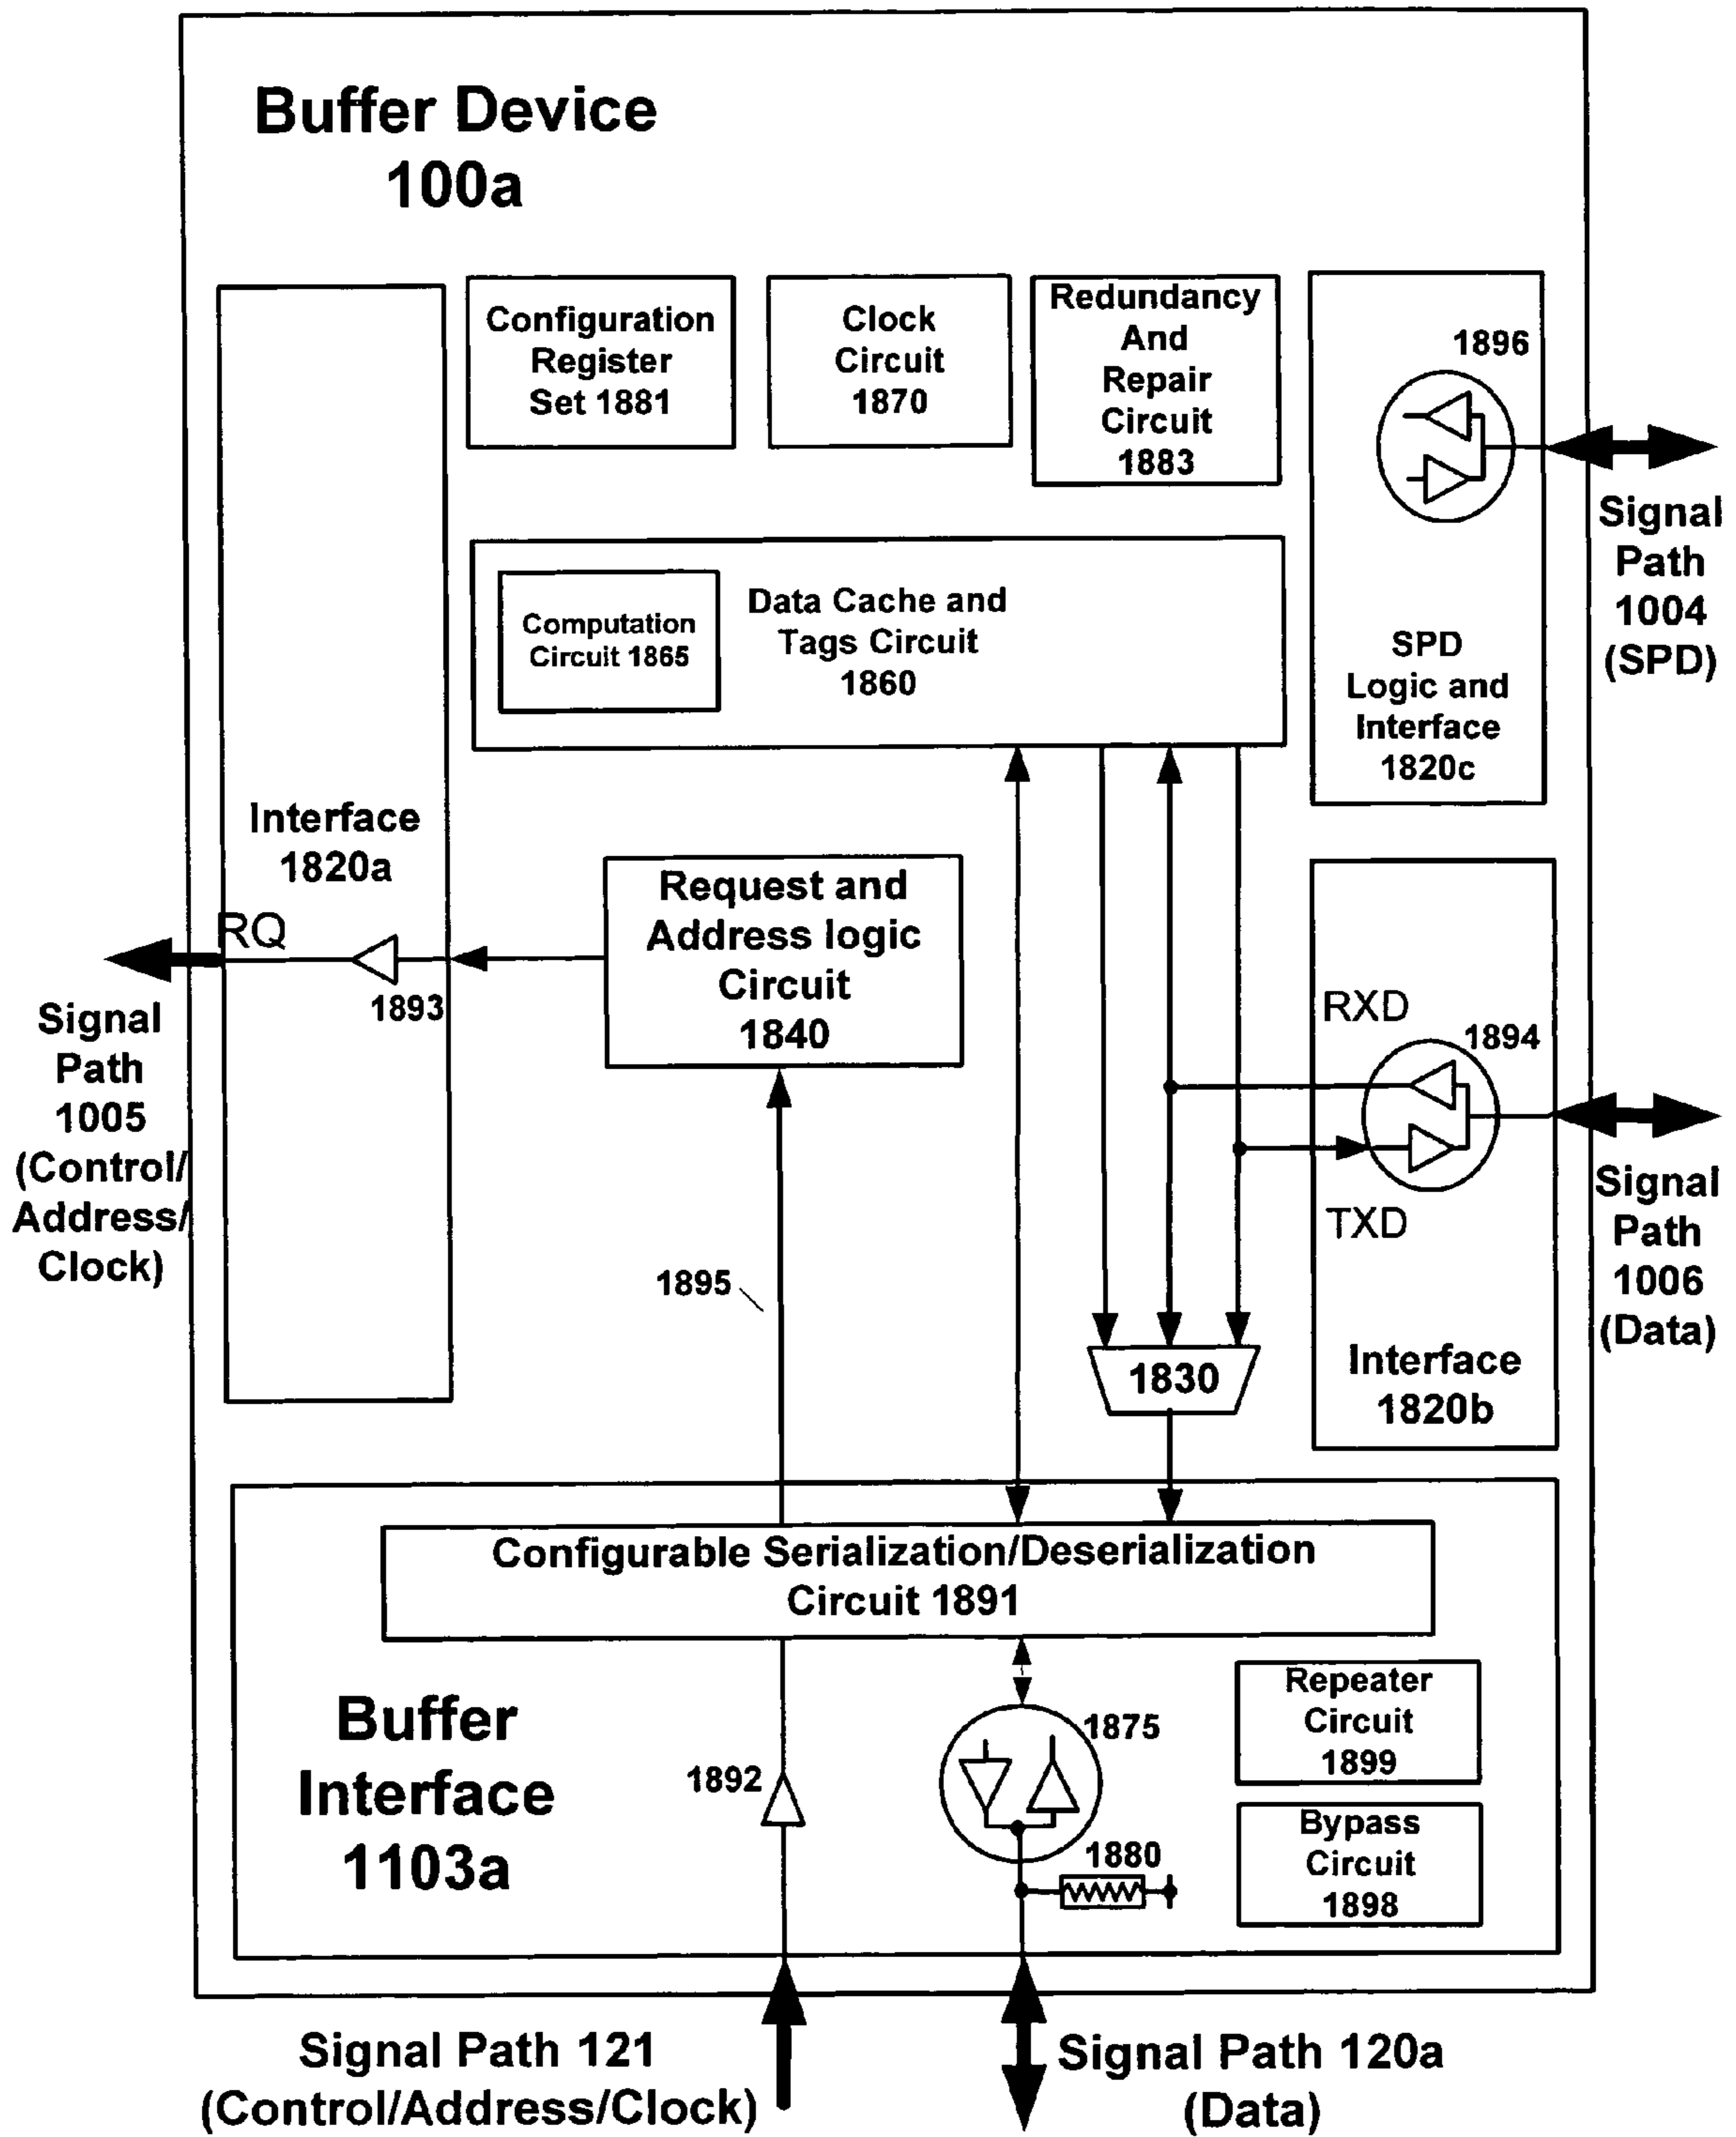 Buffer Device
100a
Configuration
Register
Set 1881
Clock
Circuit
1870
Redundancy
And
Repair
Circuit
1883
1896
SPD
Logic and
Interface
1820c
Signal
Path
1004
(SPD)
Computation
Circuit 1865
Data Cache and
Tags Circuit
1860
Interface
1820a
RQ
1893
Signal
Path
1005
(Control/
Address/
Clock)
Request and
Address logic
Circuit
1840
RXD
1894
TXD
Interface
1820b
Signal
Path
1006
(Data)
1895
1830
Configurable Serialization/Deserialization
Circuit 1891
Buffer
Interface
1103a
1892
1875
1880
Repeater
Circuit
1899
Bypass
Circuit
1898
Signal Path 121
(Control/Address/Clock)
Signal Path 120a
(Data)